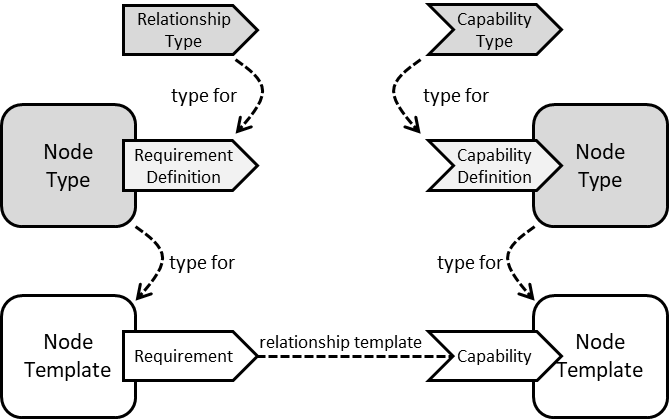 Relationship
Type
Capability
Type
type for
type for
Node
Type
Requirement
Definition
Capability
Definition
Node
Type
type for
type for
Node
Template
Requirement
relationship template
Capability
Node
Template